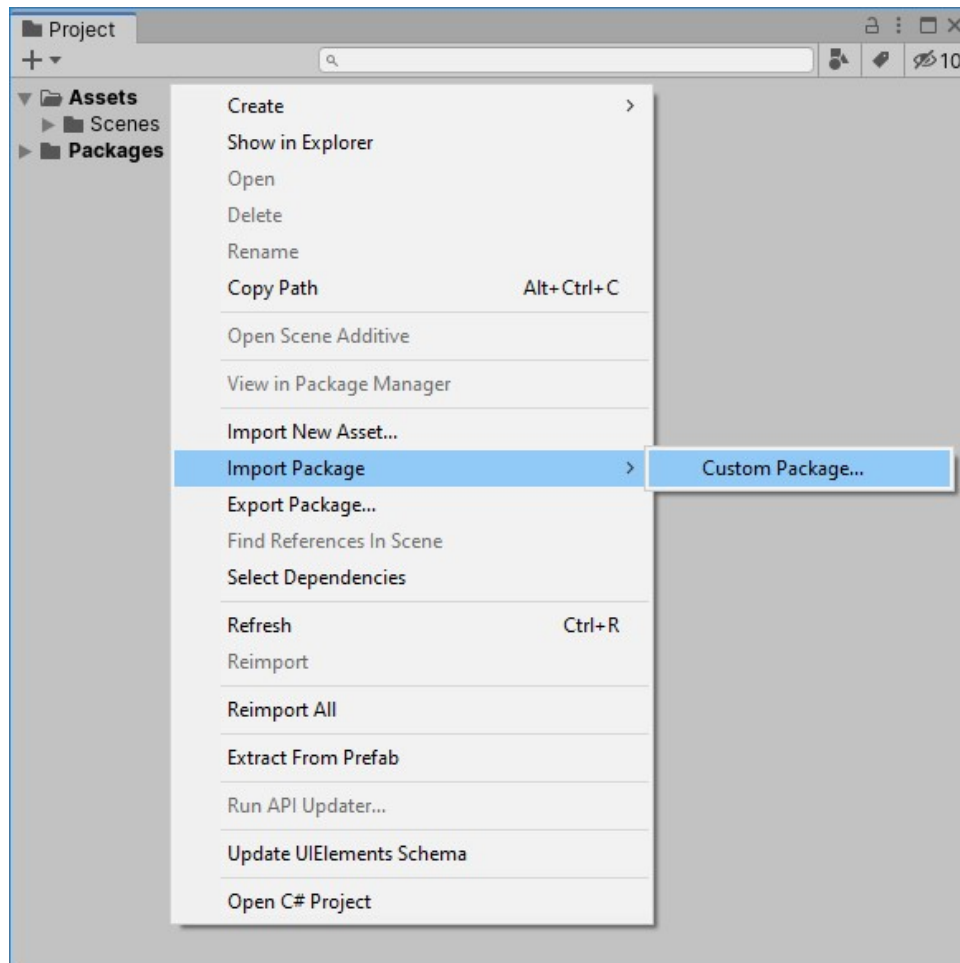 Project
10
Assets
Scenes
Packages
Create
Show in Explorer
Open
Delete
Rename
Copy Path Alt+Ctrl+C
Open Scene Additive
View in Package Manager
Import New Asset...
Import Package Custom Package...
Export Package...
Find References In Scene
Select Dependencies
Refresh Ctrl+R
Reimport
Reimport All
Extract From Prefab
Run API Updater...
Update UIElements Schema
Open C# Project